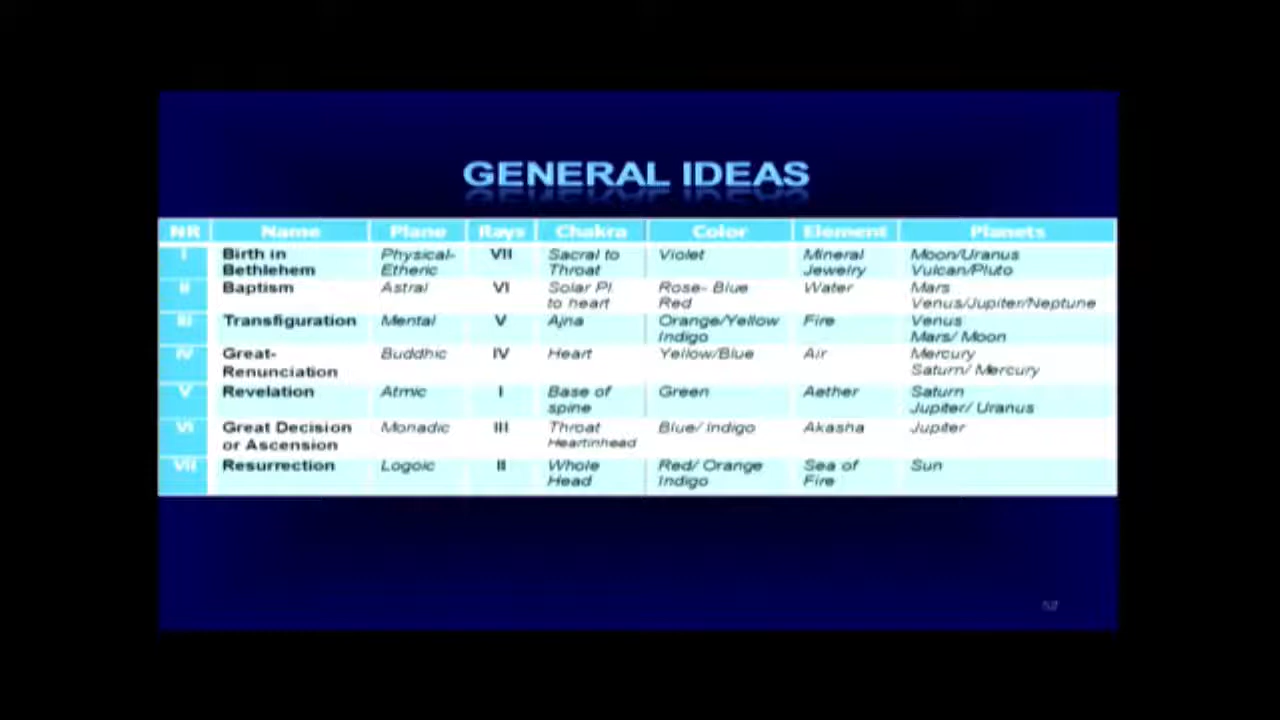 GENERAL IDEAS
NR Name Plane Rays Chakra Color Element Planets
I Birth in Physical- VII Sacral to Violet Mineral Moon/Uranus
Bethlehem Etheric Throat Jewelry Vulcan/Pluto
II Baptism Astral VI Solar Pl. Rose- Blue Water Mars
to heart Red Venus/Jupiter/Neptune
III Transfiguration Mental V Ajna Orange/Yellow Fire Venus
Indigo Mars/ Moon
IV Great- Buddhic IV Heart Yellow/Blue Air Mercury
Renunciation Saturn/ Mercury
V Revelation Atmic I Base of Green Aether Saturn
spine Jupiter/ Uranus
VI Great Decision Monadic III Throat Blue/ Indigo Akasha Jupiter
or Ascension Heartinhead
VII Resurrection Logoic II Whole Red/ Orange Sea of Sun
Head Indigo Fire
52